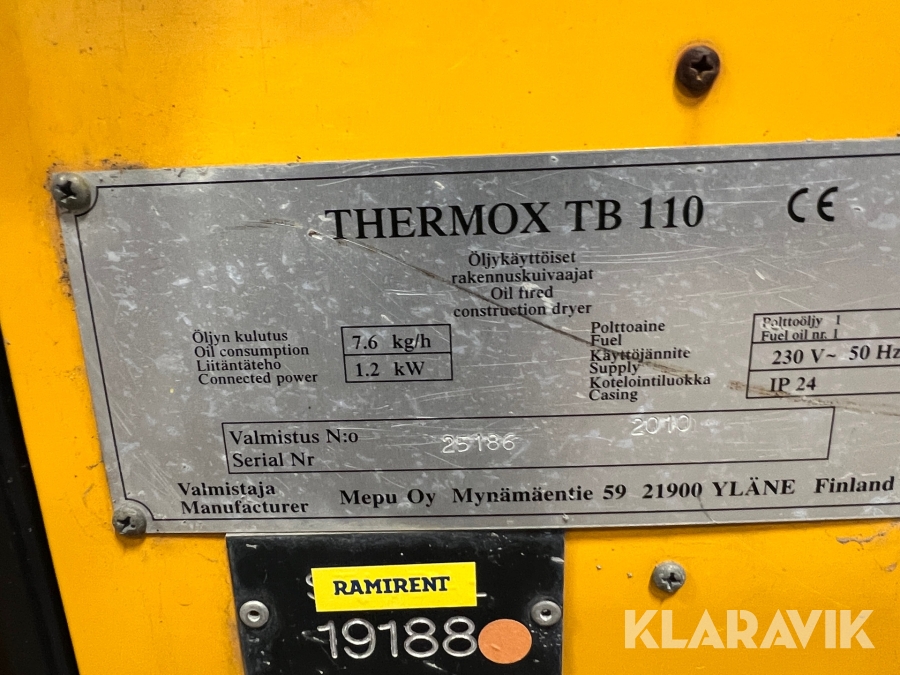 THERMOX TB 110 CE
Öljykäyttöiset
rakennuskuivaajat
Oil fired
construction dryer
Öljyn kulutus
Oil consumption
7.6 kg/h
Liitäntäteho
Connected power
1.2 kW
Polttoaine
Fuel
Polttoöljy 1
Fuel oil nr. 1
Käyttöjännite
Supply
230 V~ 50 Hz
Kotelointiluokka
Casing
IP 24
Valmistus N:o
Serial Nr
25186 2010
Valmistaja
Manufacturer
Mepu Oy Mynämäentie 59 21900 YLÄNE Finland
RAMIRENT
19188
KLARAVIK